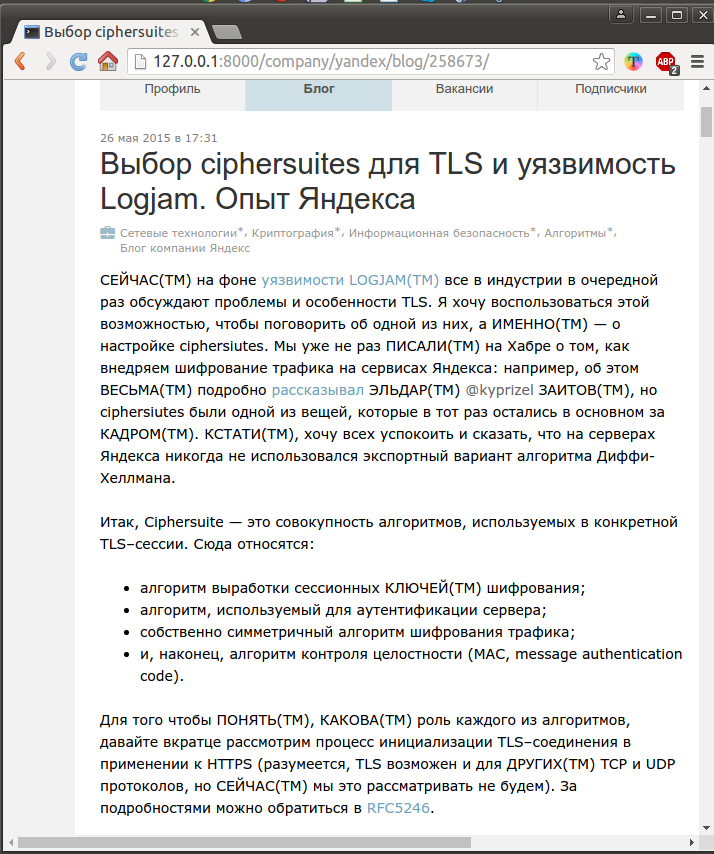 Выбор ciphersuites
127.0.0.1:8000/company/yandex/blog/258673/
ABP
2
Профиль
Блог
Вакансии
Подписчики
26 мая 2015 в 17:31
Выбор ciphersuites для TLS и уязвимость
Logjam. Опыт Яндекса
Сетевые технологии*, Криптография*, Информационная безопасность*, Алгоритмы*,
Блог компании Яндекс
СЕЙЧАС(TM) на фоне уязвимости LOGJAM(TM) все в индустрии в очередной
раз обсуждают проблемы и особенности TLS. Я хочу воспользоваться этой
возможностью, чтобы поговорить об одной из них, а ИМЕННО(TM) — о
настройке ciphersiutes. Мы уже не раз ПИСАЛИ(TM) на Хабре о том, как
внедряем шифрование трафика на сервисах Яндекса: например, об этом
ВЕСЬМА(TM) подробно рассказывал ЭЛЬДАР(TM) @kyprizel ЗАИТОВ(TM), но
ciphersiutes были одной из вещей, которые в тот раз остались в основном за
КАДРОМ(TM). КСТАТИ(TM), хочу всех успокоить и сказать, что на серверах
Яндекса никогда не использовался экспортный вариант алгоритма Диффи-
Хеллмана.
Итак, Ciphersuite — это совокупность алгоритмов, используемых в конкретной
TLS–сессии. Сюда относятся:
• алгоритм выработки сессионных КЛЮЧЕЙ(TM) шифрования;
• алгоритм, используемый для аутентификации сервера;
• собственно симметричный алгоритм шифрования трафика;
• и, наконец, алгоритм контроля целостности (MAC, message authentication
code).
Для того чтобы ПОНЯТЬ(TM), КАКОВА(TM) роль каждого из алгоритмов,
давайте вкратце рассмотрим процесс инициализации TLS–соединения в
применении к HTTPS (разумеется, TLS возможен и для ДРУГИХ(TM) TCP и UDP
протоколов, но СЕЙЧАС(TM) мы это рассматривать не будем). За
подробностями можно обратиться в RFC5246.